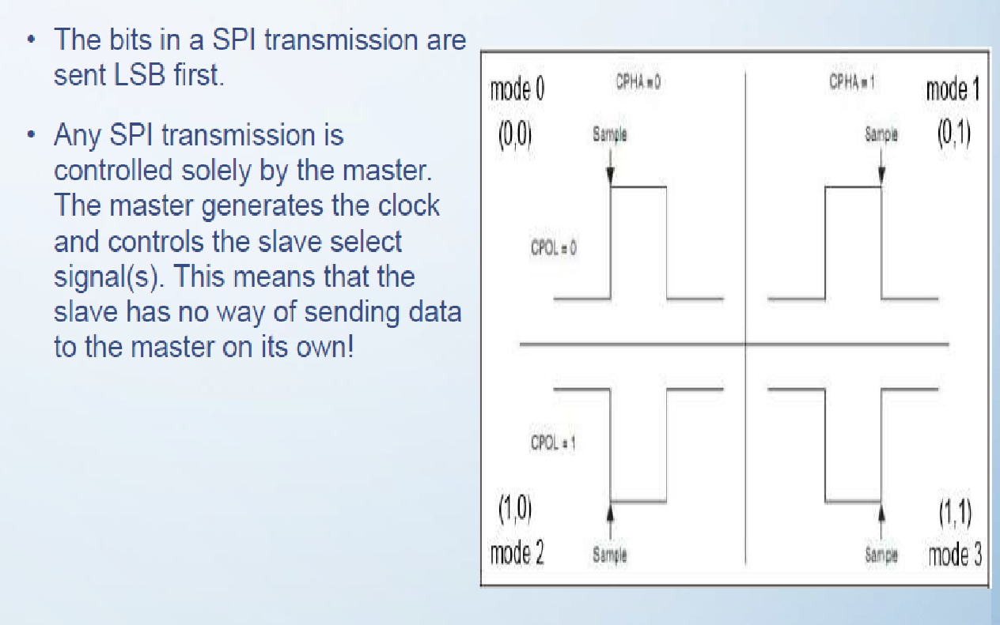 • The bits in a SPI transmission are
sent LSB first.
• Any SPI transmission is
controlled solely by the master.
The master generates the clock
and controls the slave select
signal(s). This means that the
slave has no way of sending data
to the master on its own!
mode 0
CPHA = 0
CPHA = 1
mode 1
(0,0)
Sample
Sample
(0,1)
CPOL = 0
CPOL = 1
(1,0)
(1,1)
mode 2
Sample
Sample
mode 3